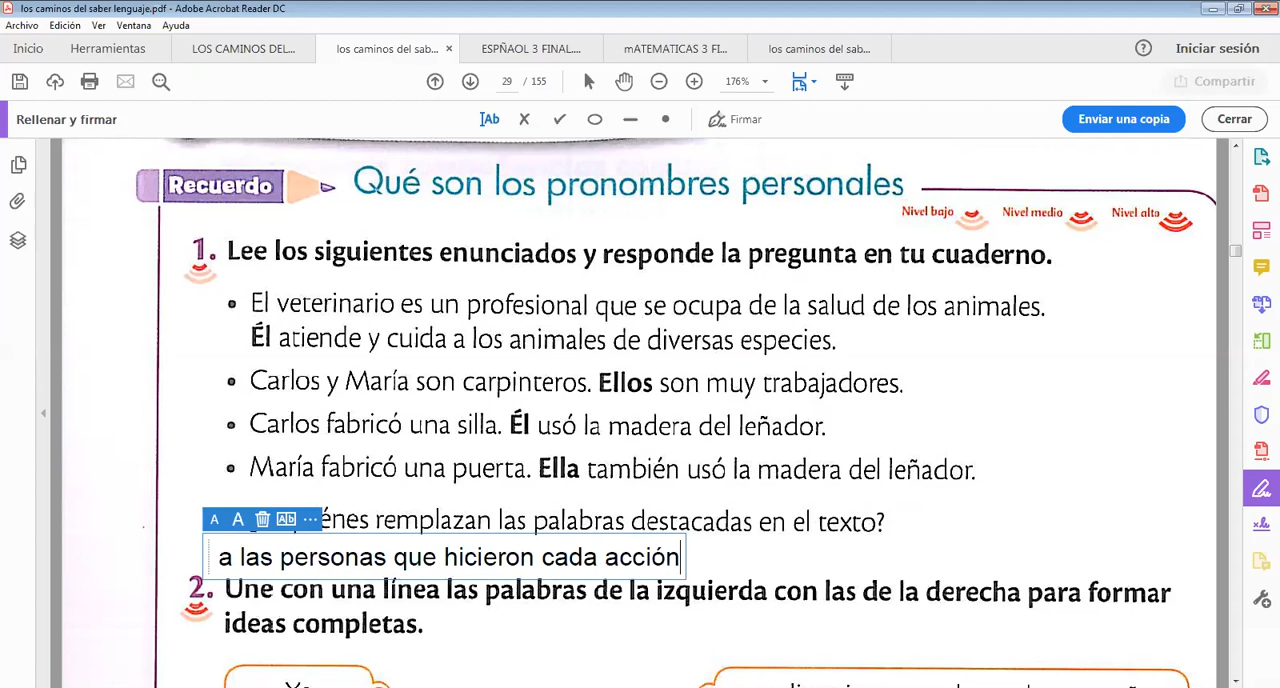 los caminos del saber lenguaje.pdf - Adobe Acrobat Reader DC
Archivo Edición Ver Ventana Ayuda
Inicio Herramientas LOS CAMINOS DEL... los caminos del sab... × ESPÑAOL 3 FINAL.... mATEMATICAS 3 FI... los caminos del sab... Iniciar sesión
29 / 155 176% Compartir
Rellenar y firmar Ab Firmar Enviar una copia Cerrar
Recuerdo Qué son los pronombres personales
Nivel bajo Nivel medio Nivel alto
1. Lee los siguientes enunciados y responde la pregunta en tu cuaderno.
• El veterinario es un profesional que se ocupa de la salud de los animales.
Él atiende y cuida a los animales de diversas especies.
• Carlos y María son carpinteros. Ellos son muy trabajadores.
• Carlos fabricó una silla. Él usó la madera del leñador.
• María fabricó una puerta. Ella también usó la madera del leñador.
A A Ab ... énes remplazan las palabras destacadas en el texto?
a las personas que hicieron cada acción
2. Une con una línea las palabras de la izquierda con las de la derecha para formar
ideas completas.